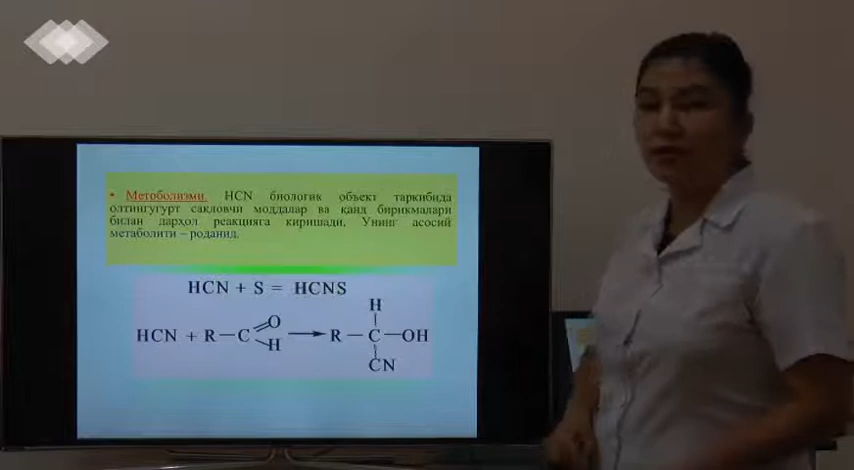 • Метоболизми. HCN биологик объект таркибида
олтингугурт сақловчи моддалар ва қанд бирикмалари
билан дарҳол реакцияга киришади. Унинг асосий
метаболити – роданид.
HCN + S = HCNS
H
HCN + R – C O H → R – C – OH
CN